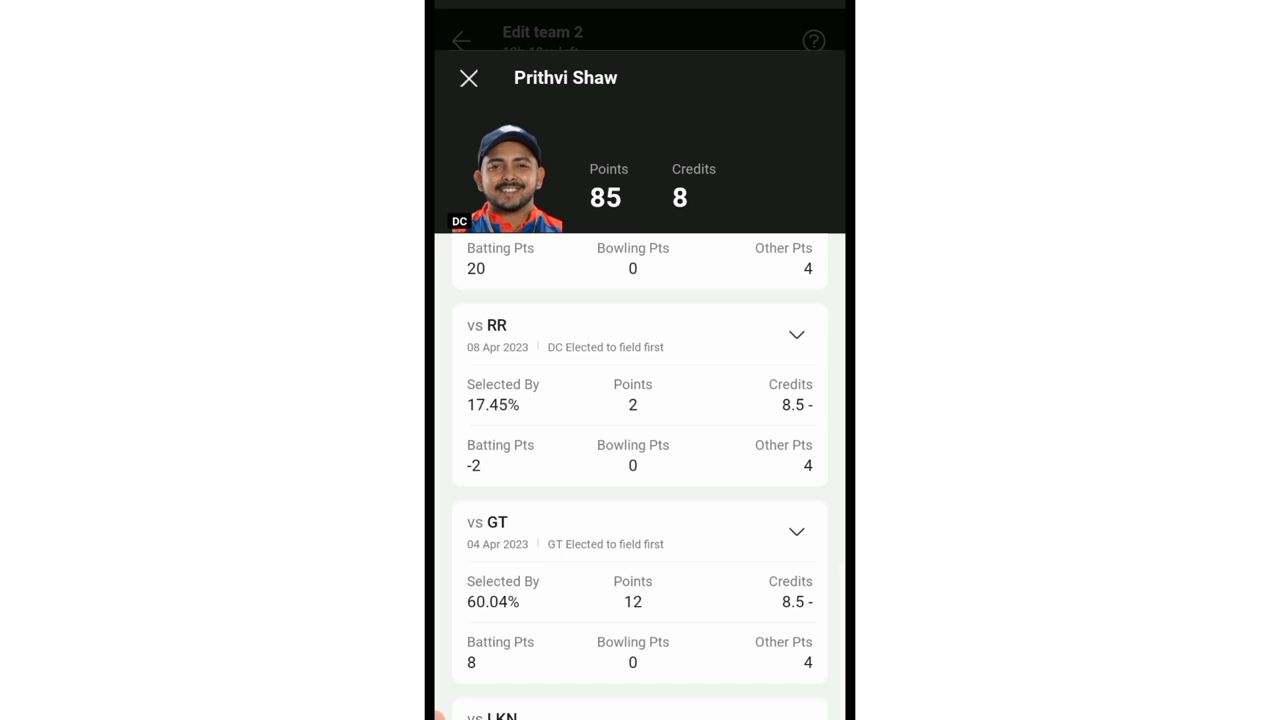 Edit team 2
Prithvi Shaw
Points Credits
85 8
DC
Batting Pts Bowling Pts Other Pts
20 0 4
vs RR
08 Apr 2023 DC Elected to field first
Selected By Points Credits
17.45% 2 8.5 -
Batting Pts Bowling Pts Other Pts
-2 0 4
vs GT
04 Apr 2023 GT Elected to field first
Selected By Points Credits
60.04% 12 8.5 -
Batting Pts Bowling Pts Other Pts
8 0 4
vs LKN